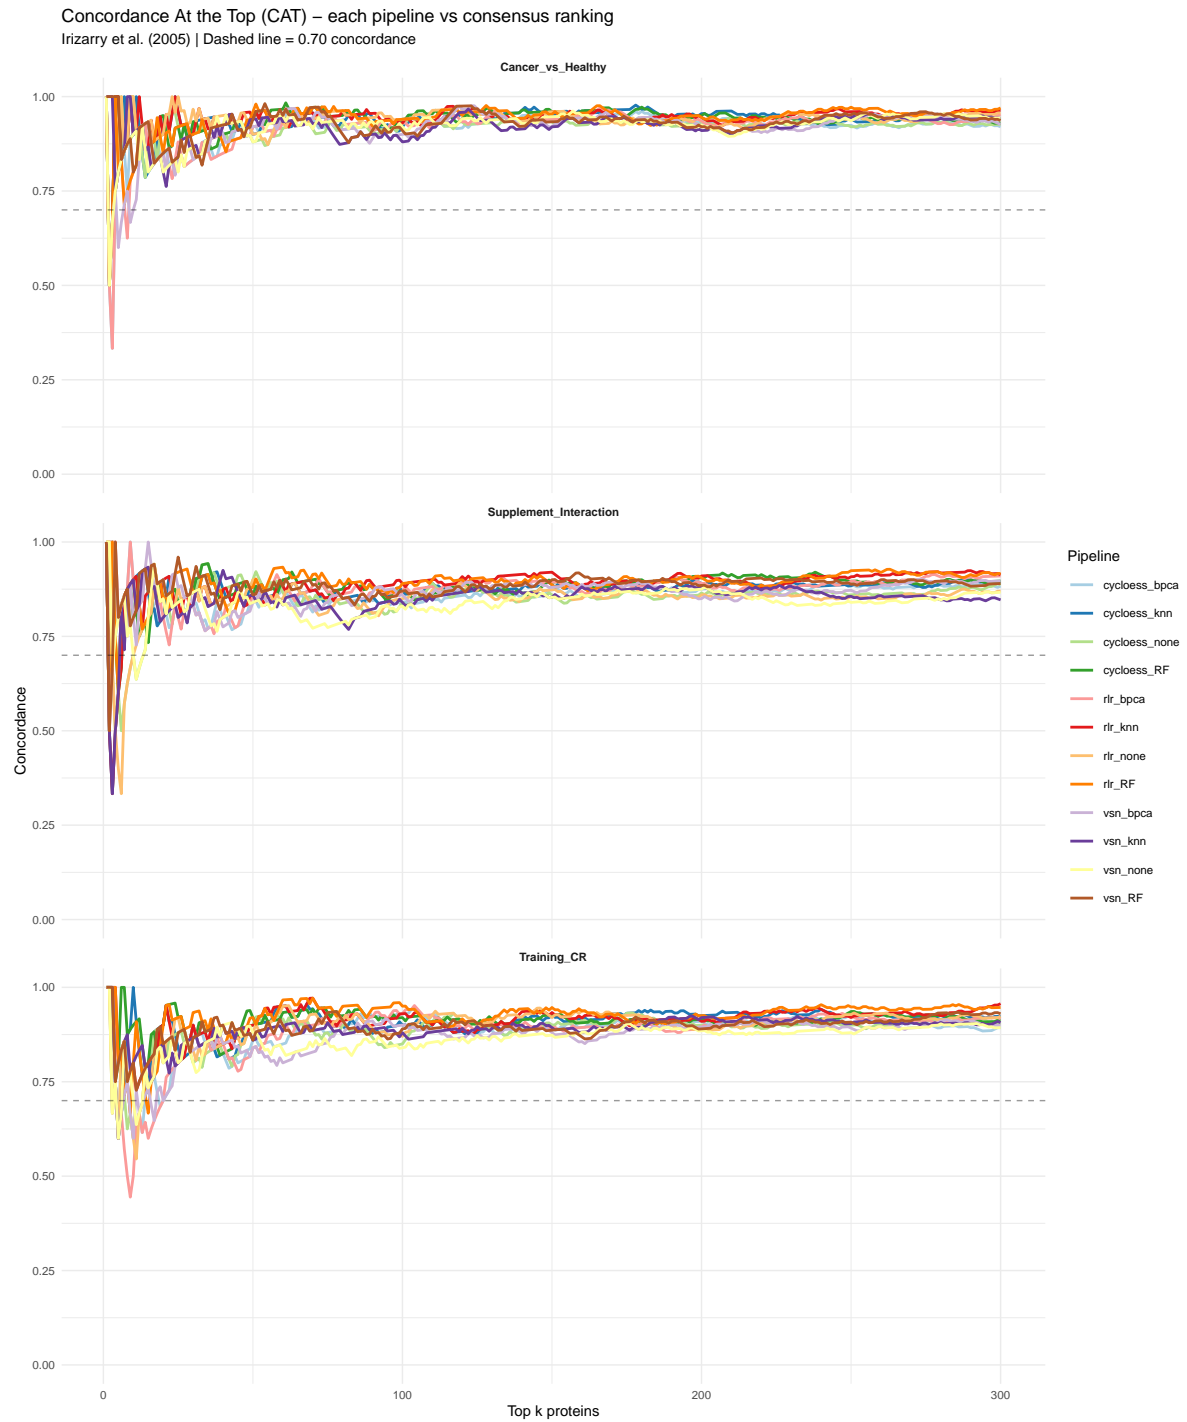 Concordance At the Top (CAT) – each pipeline vs consensus ranking
Irizarry et al. (2005) | Dashed line = 0.70 concordance
Cancer_vs_Healthy
1.00
0.75
0.50
0.25
0.00
Supplement_Interaction
1.00
0.75
0.50
0.25
0.00
Training_CR
1.00
0.75
0.50
0.25
0.00
0
100
200
300
Top k proteins
Concordance
Pipeline
cycloess_bpca
cycloess_knn
cycloess_none
cycloess_RF
rlr_bpca
rlr_knn
rlr_none
rlr_RF
vsn_bpca
vsn_knn
vsn_none
vsn_RF